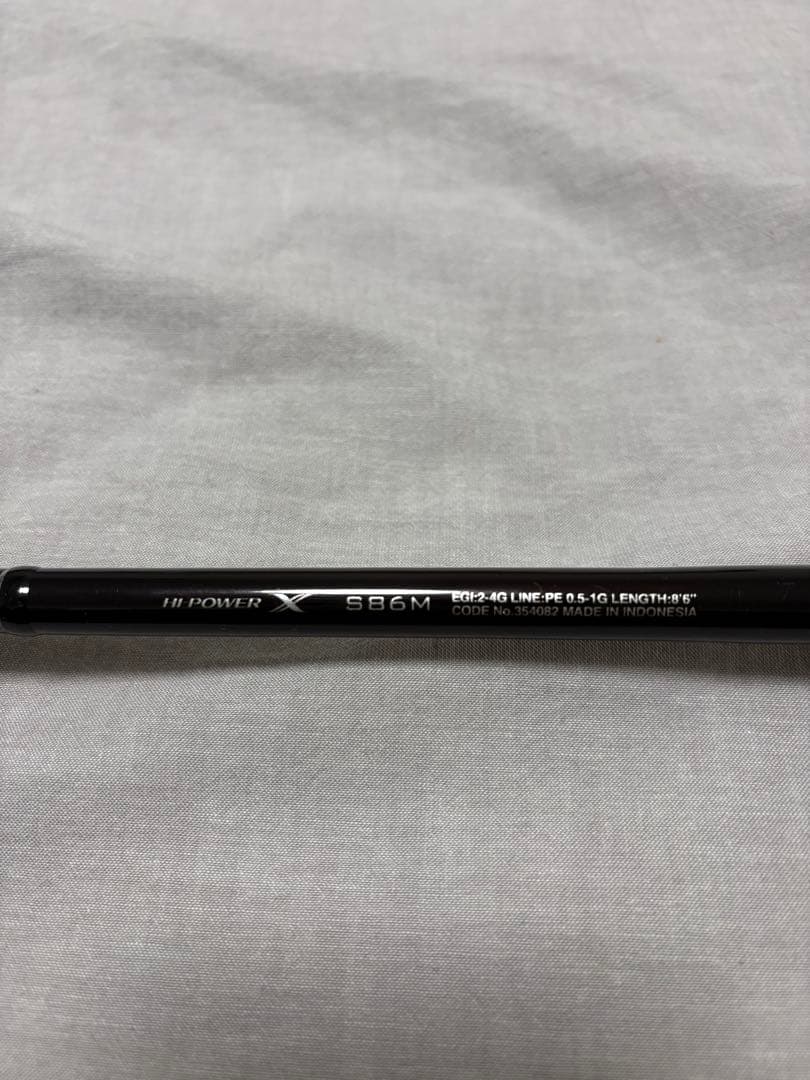 HI-POWER X S86M
EGI:2-4G LINE:PE 0.5-1G LENGTH:8'6"
CODE No.354082 MADE IN INDONESIA